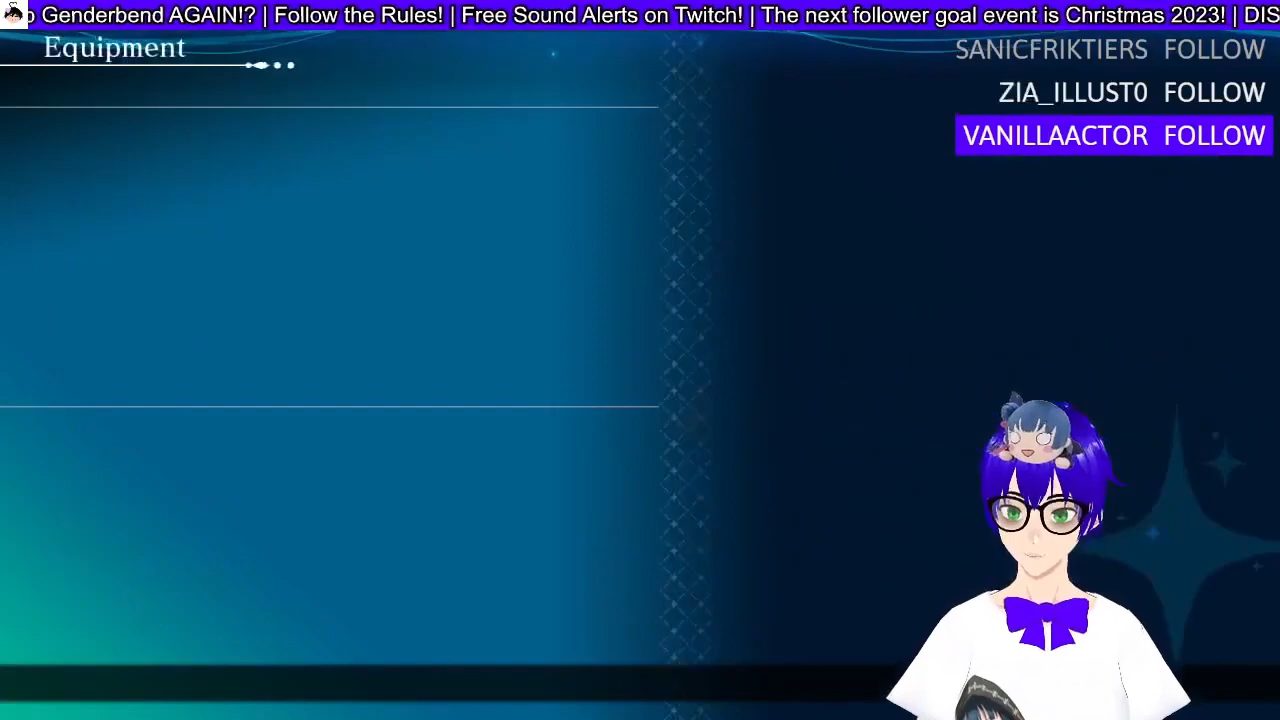 o Genderbend AGAIN!? | Follow the Rules! | Free Sound Alerts on Twitch! | The next follower goal event is Christmas 2023! | DIS
Equipment
SANICFRIKTIERS FOLLOW
ZIA_ILLUST0 FOLLOW
VANILLAACTOR FOLLOW